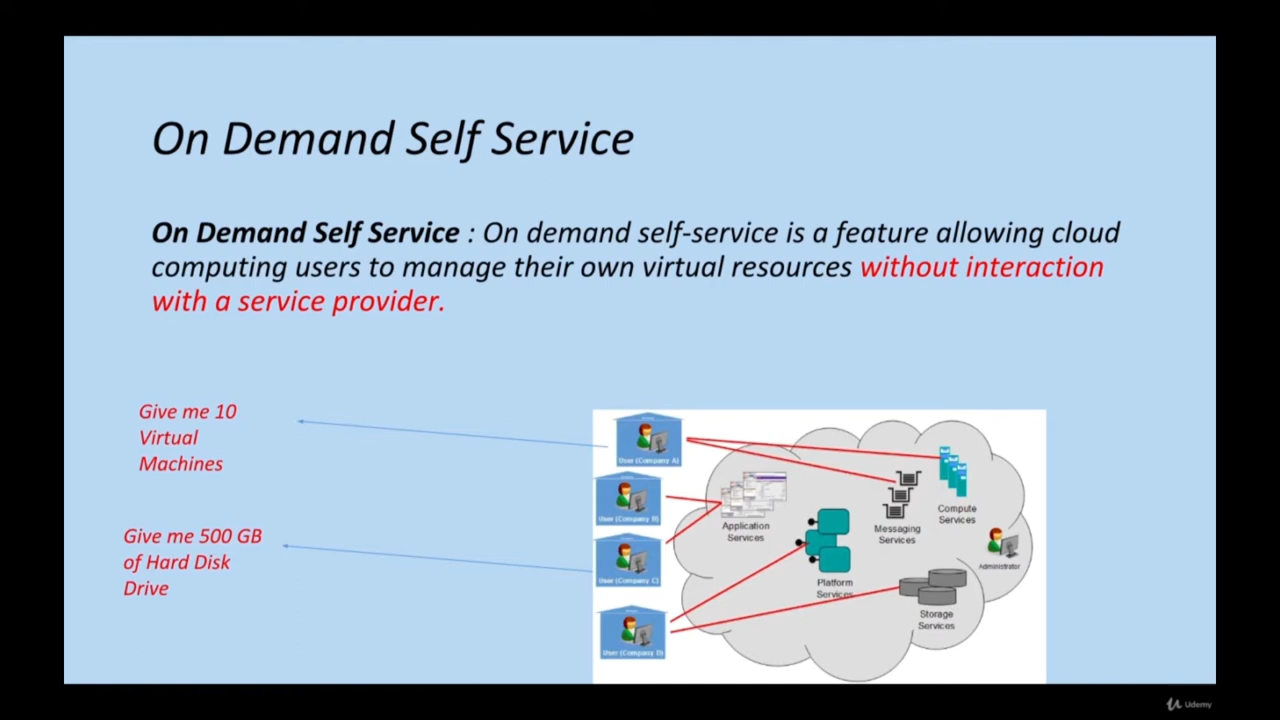 On Demand Self Service
On Demand Self Service : On demand self-service is a feature allowing cloud
computing users to manage their own virtual resources without interaction
with a service provider.
Give me 10
Virtual
Machines
Give me 500 GB
of Hard Disk
Drive
User (Company A)
User (Company B)
User (Company C)
User (Company D)
Application
Services
Platform
Services
Messaging
Services
Compute
Services
Administrator
Storage
Services
Udemy